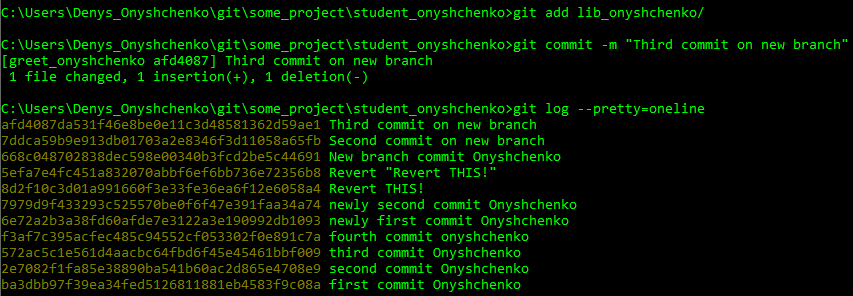 C:\Users\Denys_Onyshchenko\git\some_project\student_onyshchenko>git add lib_onyshchenko/
C:\Users\Denys_Onyshchenko\git\some_project\student_onyshchenko>git commit -m "Third commit on new branch"
[greet_onyshchenko afd4087] Third commit on new branch
 1 file changed, 1 insertion(+), 1 deletion(-)
C:\Users\Denys_Onyshchenko\git\some_project\student_onyshchenko>git log --pretty=oneline
afd4087da531f46e8be0e11c3d48581362d59ae1 Third commit on new branch
7ddca59b9e913db01703a2e8346f3d11058a65fb Second commit on new branch
668c048702838dec598e00340b3fcd2be5c44691 New branch commit Onyshchenko
5efa7e4fc451a832070abbf6ef6bb736e72356b8 Revert "Revert THIS!"
8d2f10c3d01a991660f3e33fe36ea6f12e6058a4 Revert THIS!
7979d9f433293c525570be0f6f47e391faa34a74 newly second commit Onyshchenko
6e72a2b3a38fd60afde7e3122a3e190992db1093 newly first commit Onyshchenko
f3af7c395acfec485c94552cf053302f0e891c7a fourth commit onyshchenko
572ac5c1e561d4aacbc64fbd6f45e45461bbf009 third commit Onyshchenko
2e7082f1fa85e38890ba541b60ac2d865e4708e9 second commit Onyshchenko
ba3dbb97f39ea34fed5126811881eb4583f9c08a first commit Onyshchenko